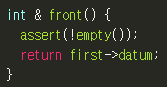 int & front() {
  assert(!empty());
  return first->datum;
}